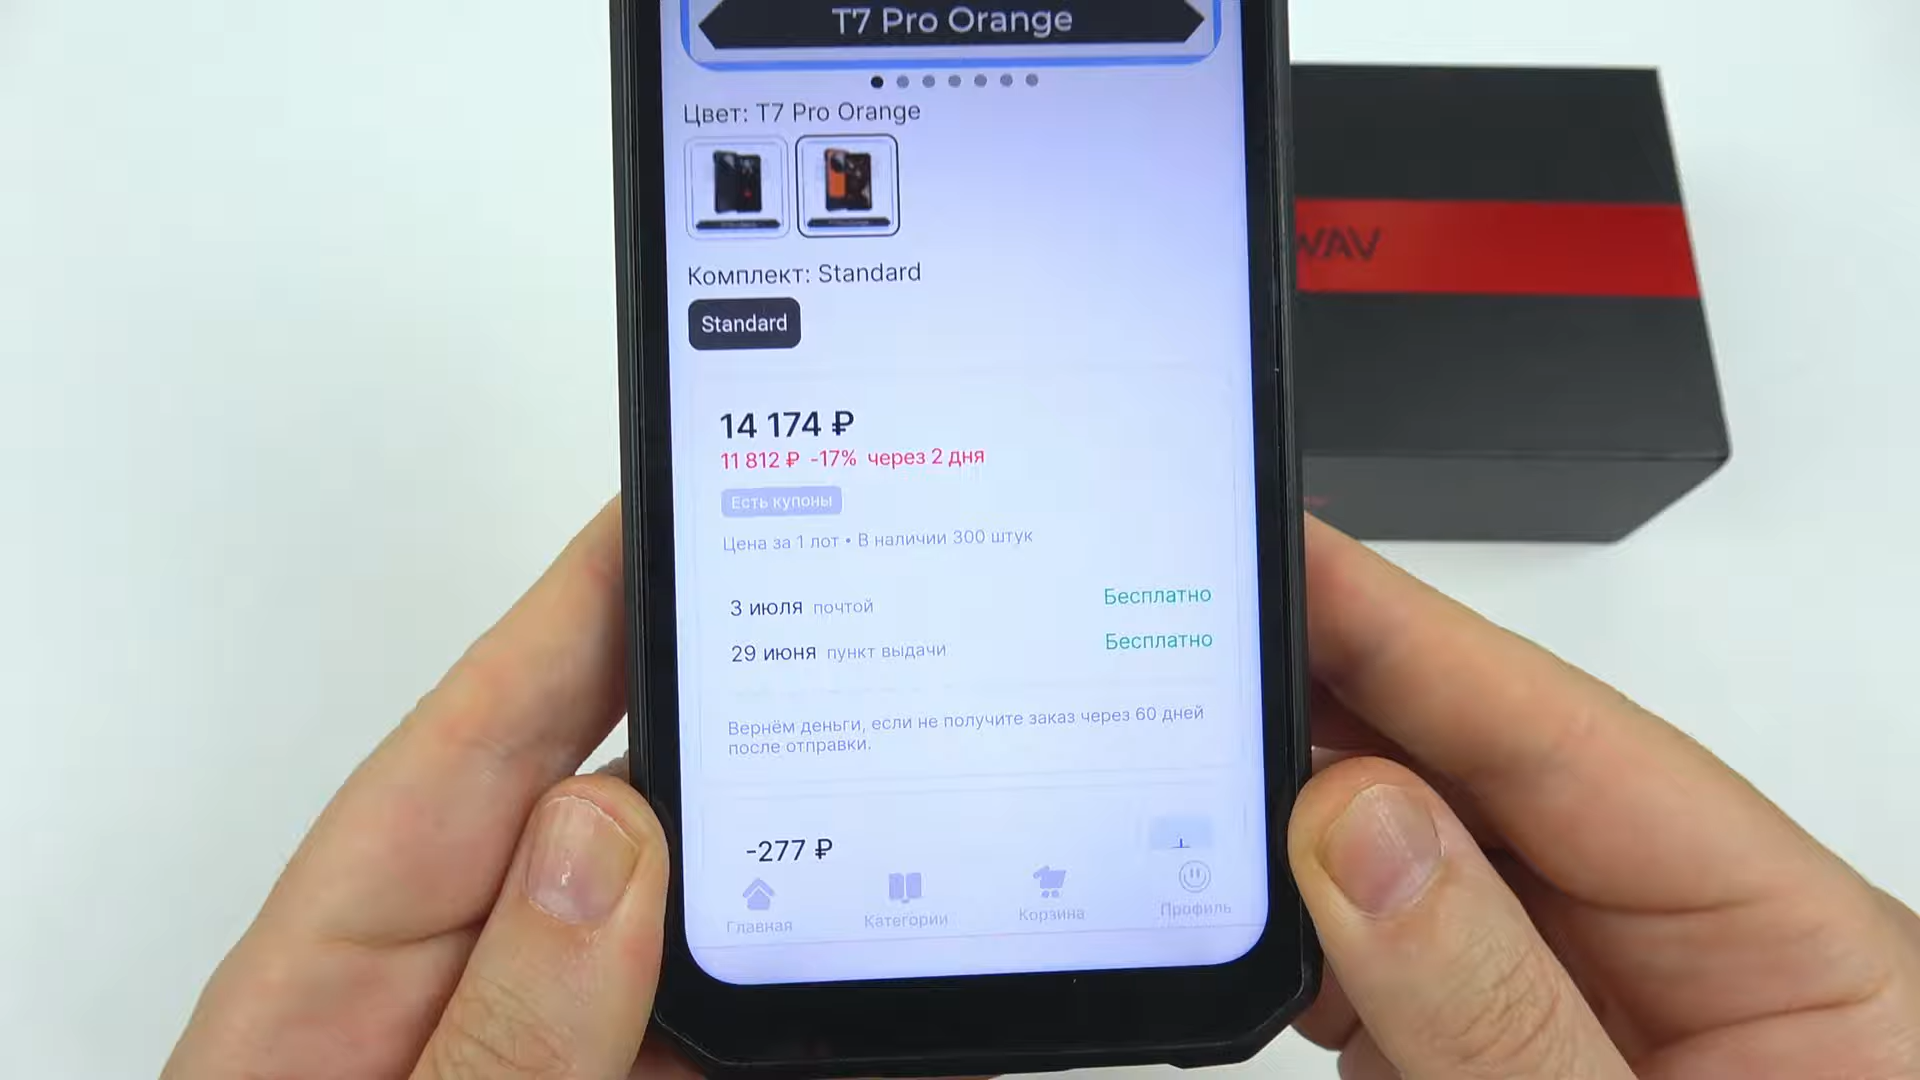 T7 Pro Orange
Цвет: T7 Pro Orange
Комплект: Standard
Standard
14 174 ₽
11 812 ₽ -17% через 2 дня
Есть купоны
Цена за 1 лот • В наличии 300 штук
3 июля почтой Бесплатно
29 июня пункт выдачи Бесплатно
Вернём деньги, если не получите заказ через 60 дней
после отправки.
-277 ₽ +
Главная Категории Корзина Профиль